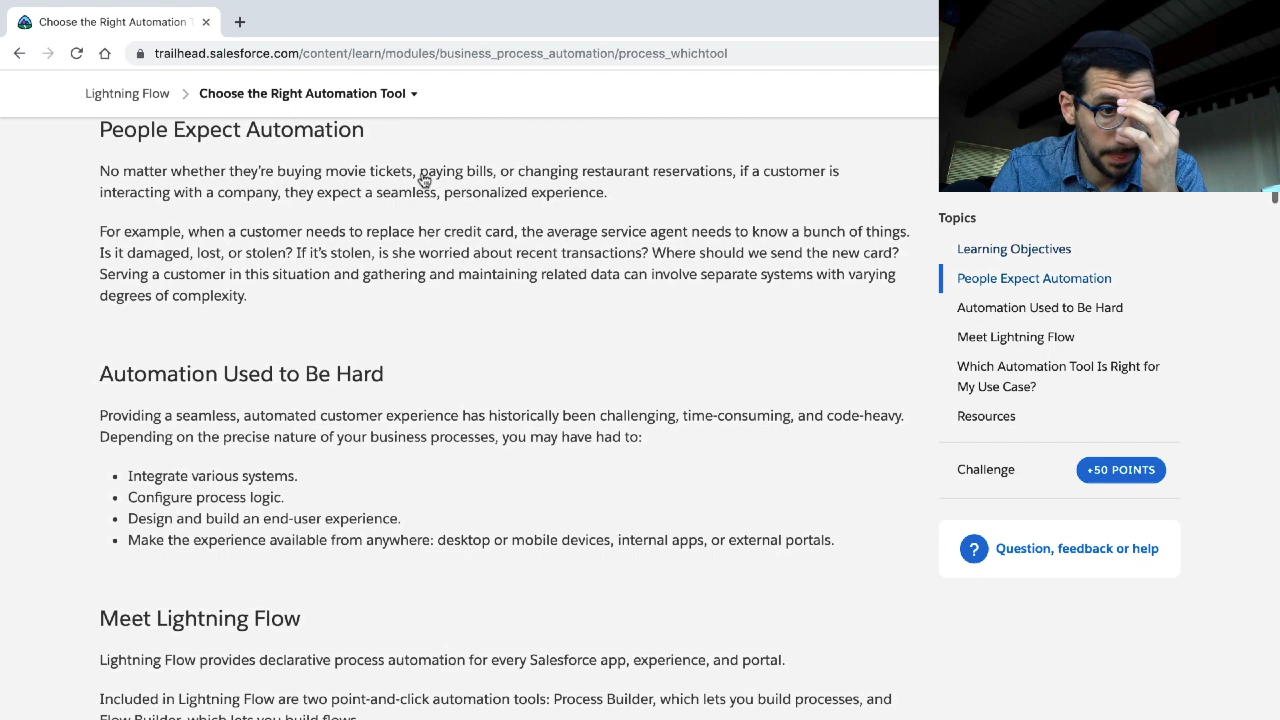 Choose the Right Automation T
trailhead.salesforce.com/content/learn/modules/business_process_automation/process_whichtool
Lightning Flow
Choose the Right Automation Tool
People Expect Automation
No matter whether they're buying movie tickets, paying bills, or changing restaurant reservations, if a customer is
interacting with a company, they expect a seamless, personalized experience.
For example, when a customer needs to replace her credit card, the average service agent needs to know a bunch of things.
Is it damaged, lost, or stolen? If it's stolen, is she worried about recent transactions? Where should we send the new card?
Serving a customer in this situation and gathering and maintaining related data can involve separate systems with varying
degrees of complexity.
Automation Used to Be Hard
Providing a seamless, automated customer experience has historically been challenging, time-consuming, and code-heavy.
Depending on the precise nature of your business processes, you may have had to:
• Integrate various systems.
• Configure process logic.
• Design and build an end-user experience.
• Make the experience available from anywhere: desktop or mobile devices, internal apps, or external portals.
Meet Lightning Flow
Lightning Flow provides declarative process automation for every Salesforce app, experience, and portal.
Included in Lightning Flow are two point-and-click automation tools: Process Builder, which lets you build processes, and
Flow Builder, which lets you build flows.
Topics
Learning Objectives
People Expect Automation
Automation Used to Be Hard
Meet Lightning Flow
Which Automation Tool Is Right for
My Use Case?
Resources
Challenge
+50 POINTS
? Question, feedback or help